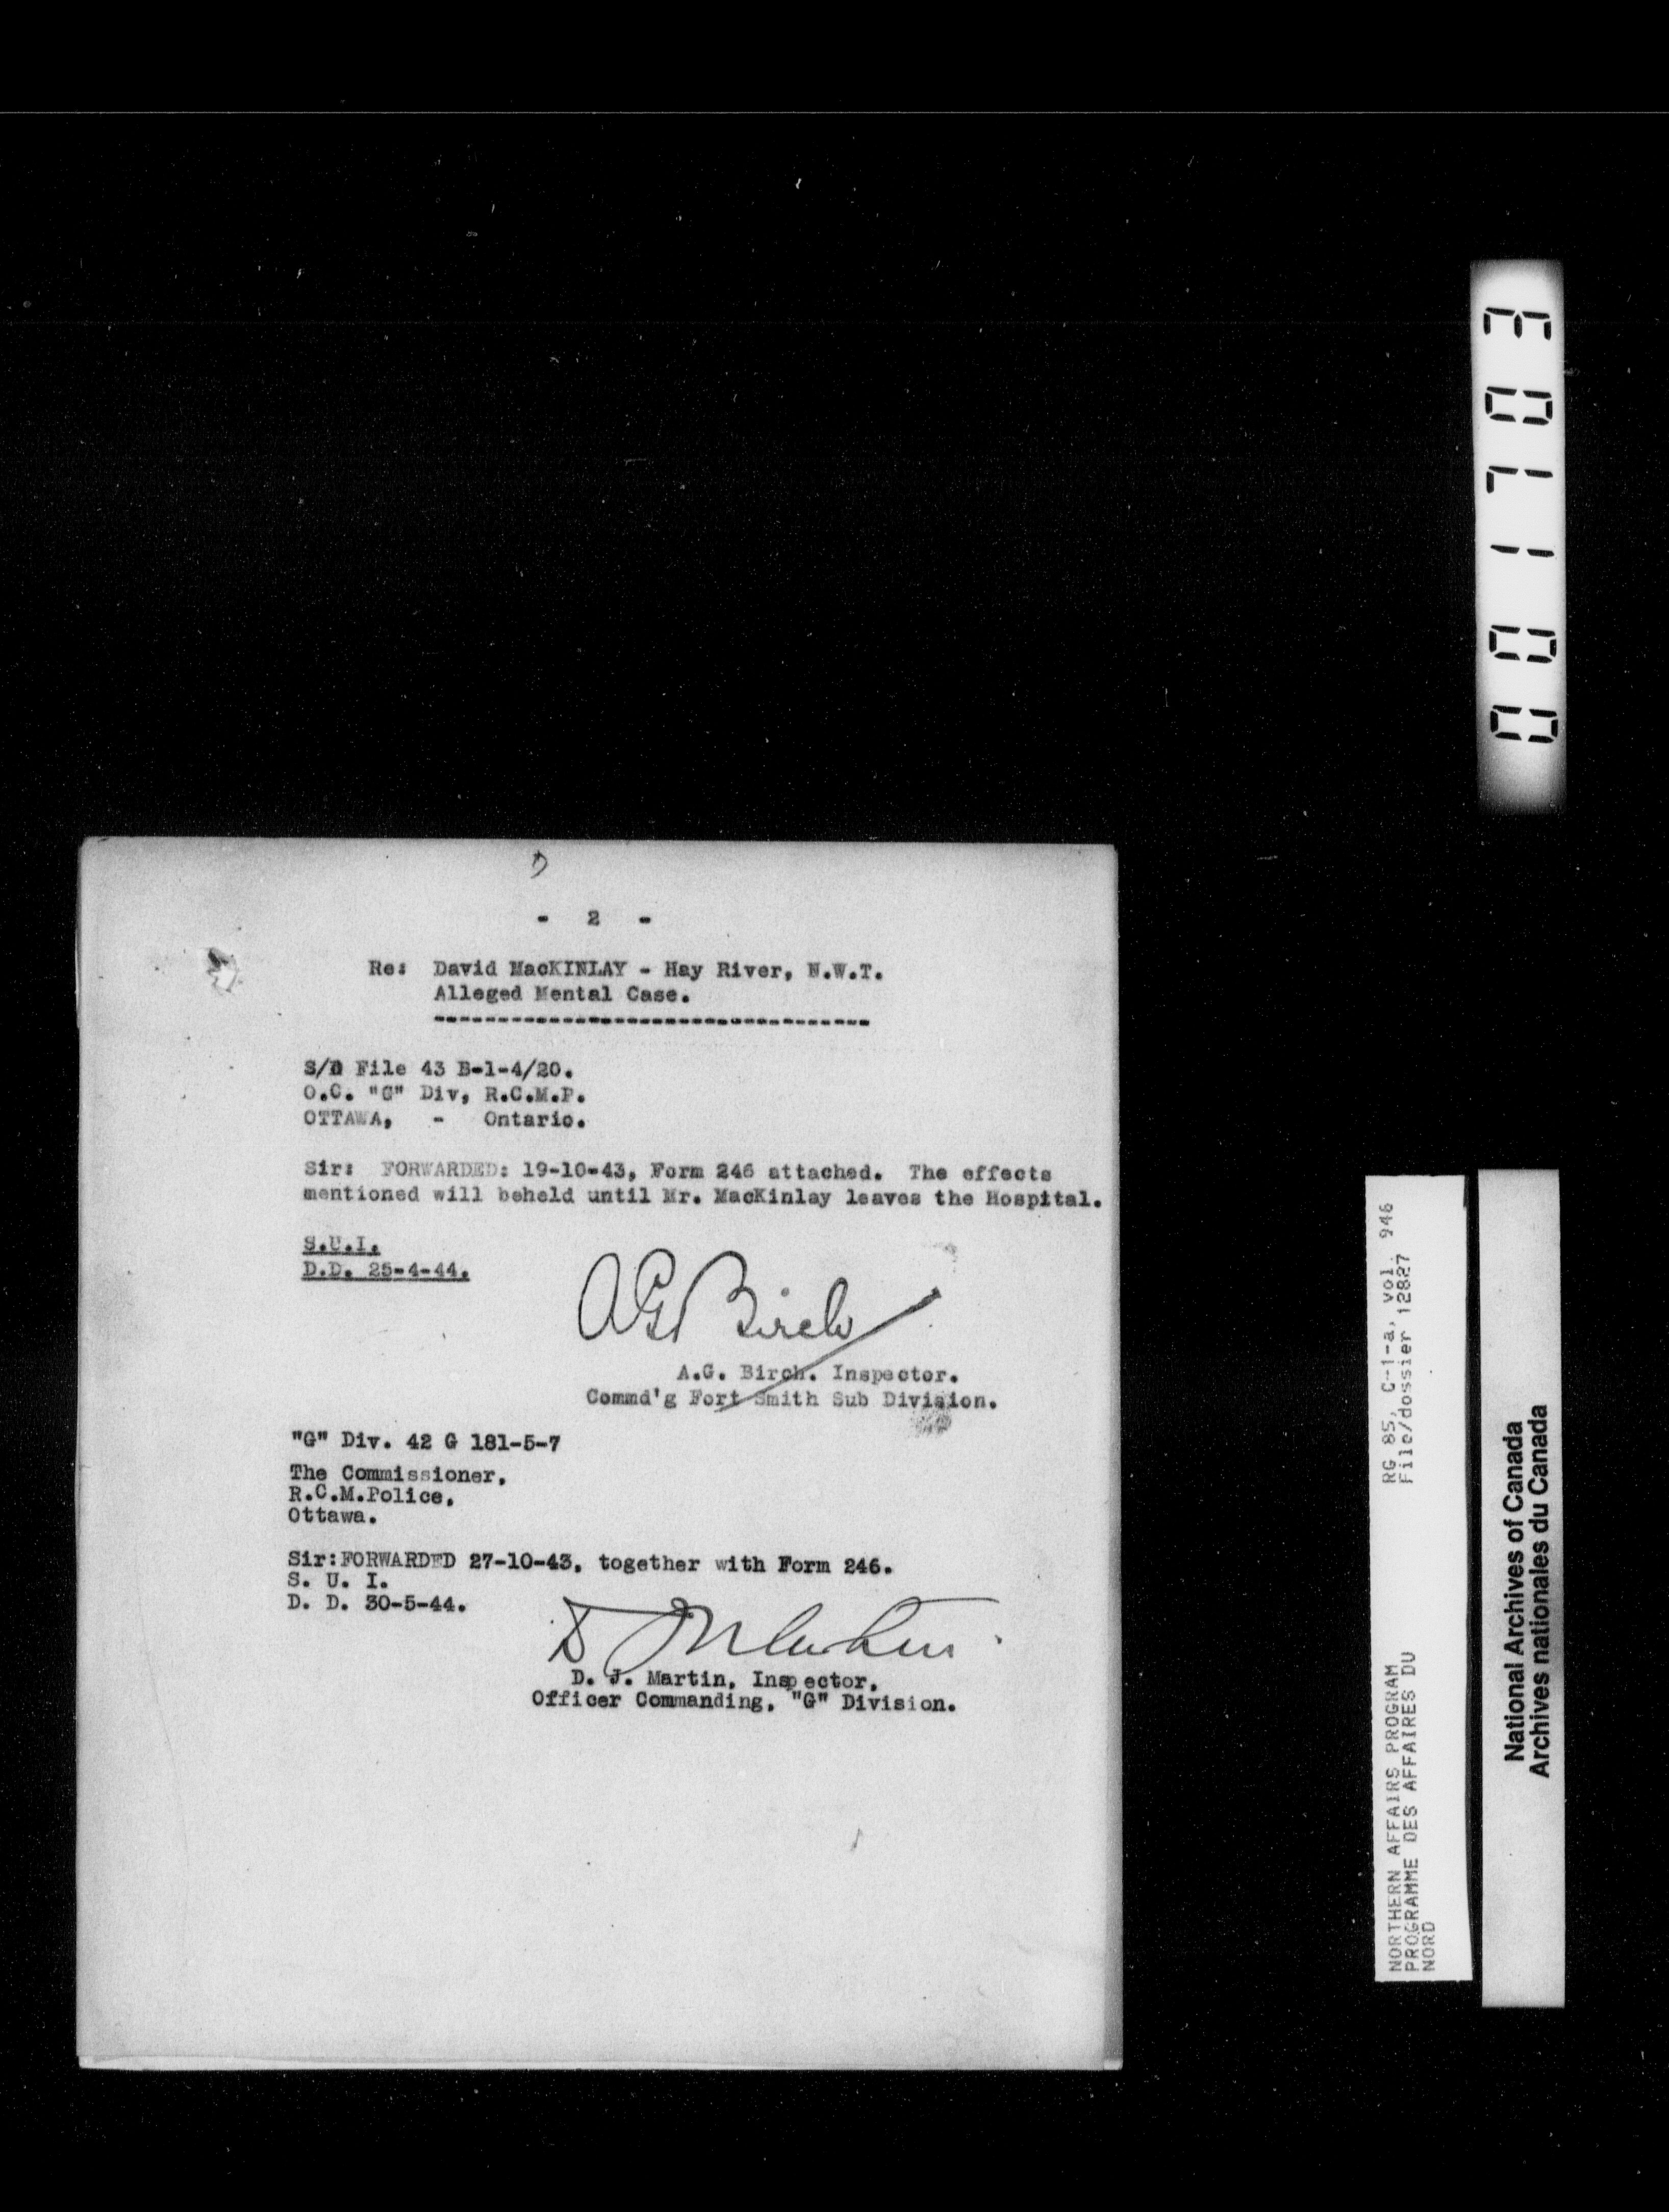 - 2 -
Re: David MacKINLAY - Hay River, N.W.T.
Alleged Mental Case.
----------------------------------
S/D File 43 B-1-4/20.
O.C. "G" Div, R.C.M.P.
OTTAWA, - Ontario.
Sir: FORWARDED: 19-10-43, Form 246 attached. The effects
mentioned will beheld until Mr. MacKinlay leaves the Hospital.
S.U.I.
D.D. 25-4-44.
AG Birch
A.G. Birch. Inspector.
Commd'g Fort Smith Sub Division.
"G" Div. 42 G 181-5-7
The Commissioner,
R.C.M.Police,
Ottawa.
Sir:FORWARDED 27-10-43, together with Form 246.
S. U. I.
D. D. 30-5-44.
D J Martin
D. J. Martin, Inspector,
Officer Commanding, "G" Division.
001703
RG 85, C-1-a, vol. 946
File/dossier 12827
NORTHERN AFFAIRS PROGRAM
PROGRAMME DES AFFAIRES DU
NORD
National Archives of Canada
Archives nationales du Canada